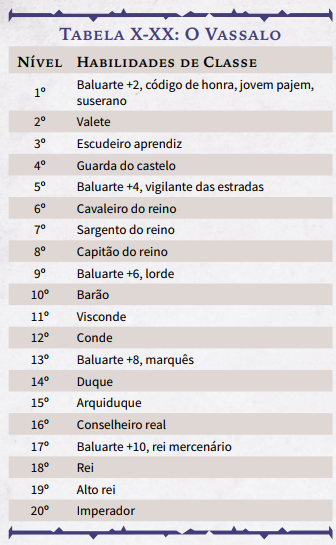 Tabela X-XX: O Vassalo
Nível Habilidades de Classe
1º Baluarte +2, código de honra, jovem pajem,
suserano
2º Valete
3º Escudeiro aprendiz
4º Guarda do castelo
5º Baluarte +4, vigilante das estradas
6º Cavaleiro do reino
7º Sargento do reino
8º Capitão do reino
9º Baluarte +6, lorde
10º Barão
11º Visconde
12º Conde
13º Baluarte +8, marquês
14º Duque
15º Arquiduque
16º Conselheiro real
17º Baluarte +10, rei mercenário
18º Rei
19º Alto rei
20º Imperador